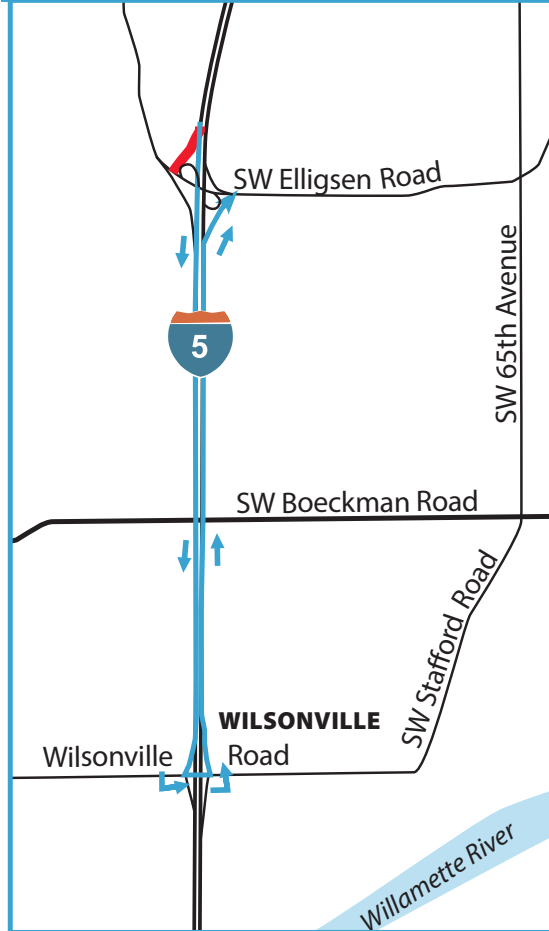 SW Elligsen Road
SW 65th Avenue
5
SW Boeckman Road
SW Stafford Road
WILSONVILLE
Wilsonville Road
Willamette River